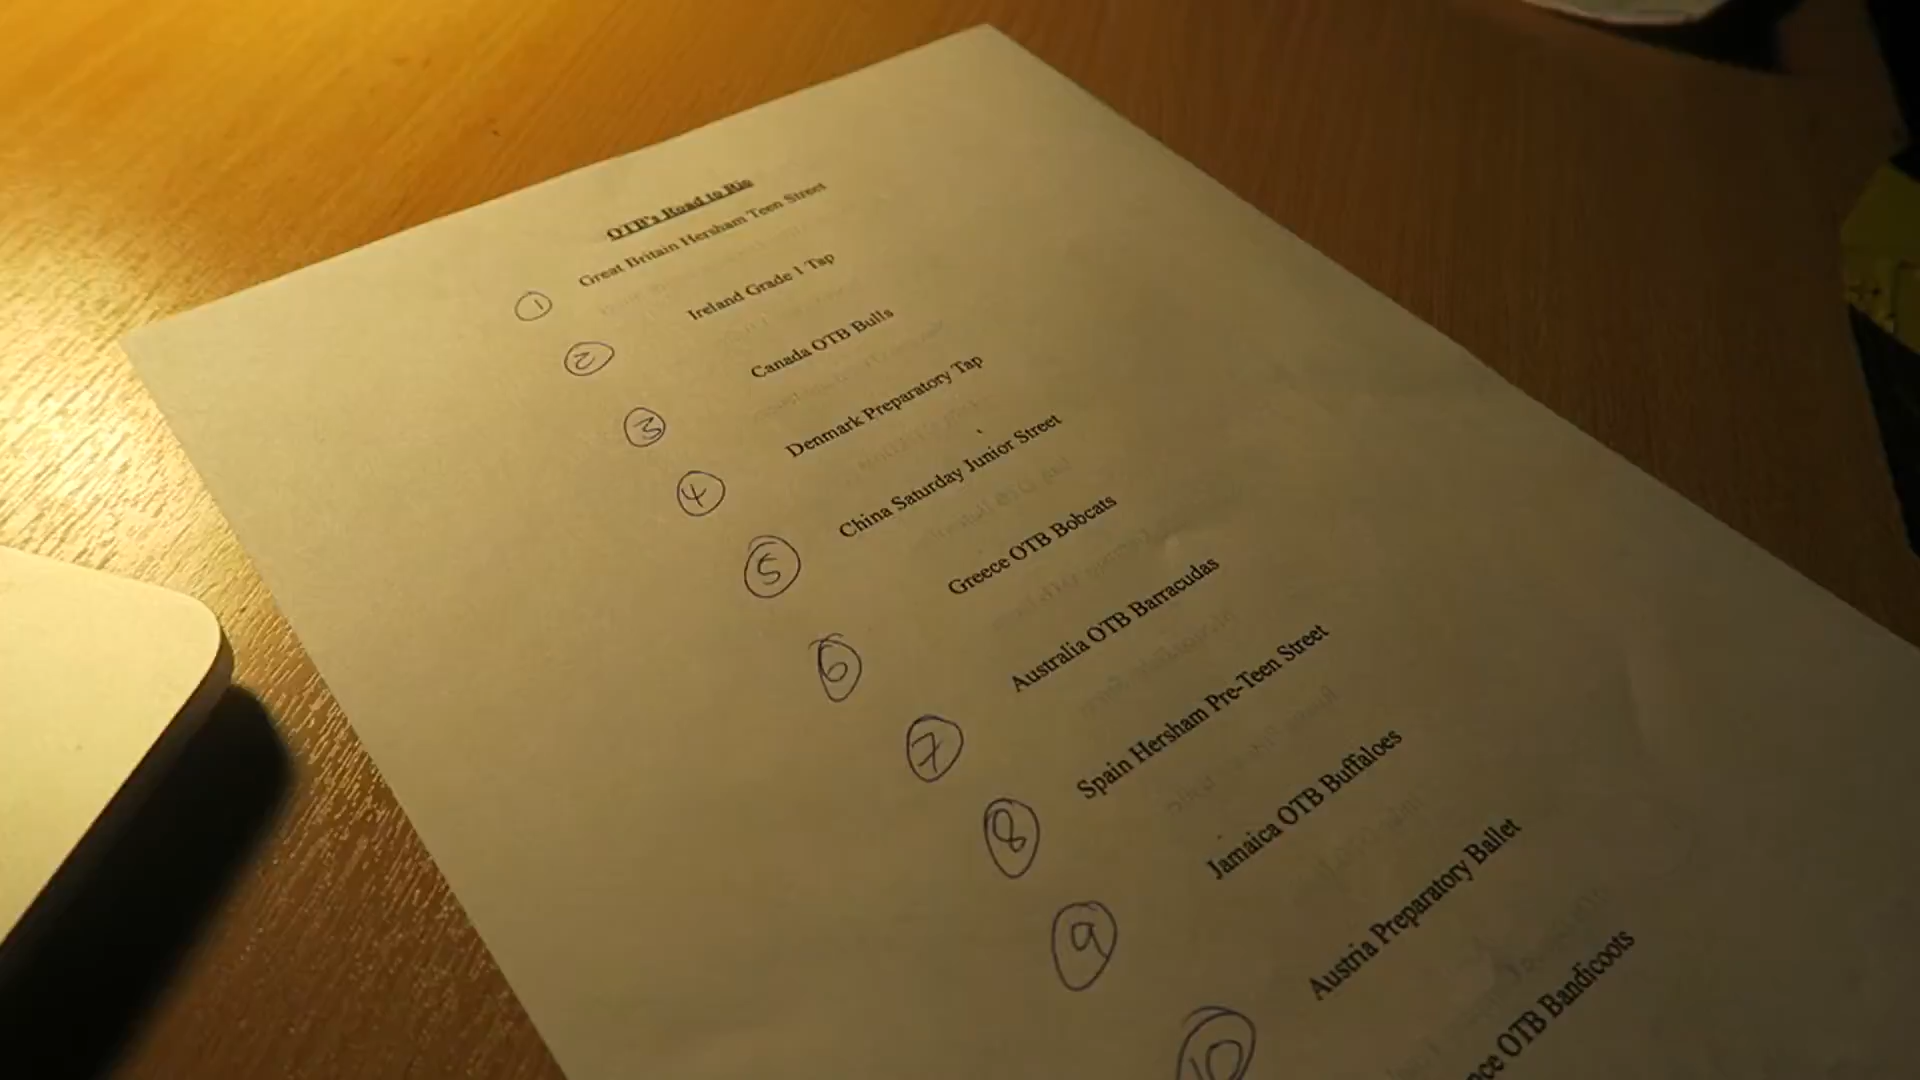 OTB's Road to Rio
① Great Britain Hersham Teen Street
② Ireland Grade 1 Tap
③ Canada OTB Bulls
④ Denmark Preparatory Tap
⑤ China Saturday Junior Street
⑥ Greece OTB Bobcats
⑦ Australia OTB Barracudas
⑧ Spain Hersham Pre-Teen Street
⑨ Jamaica OTB Buffaloes
⑩ Austria Preparatory Ballet
OTB Bandicoots